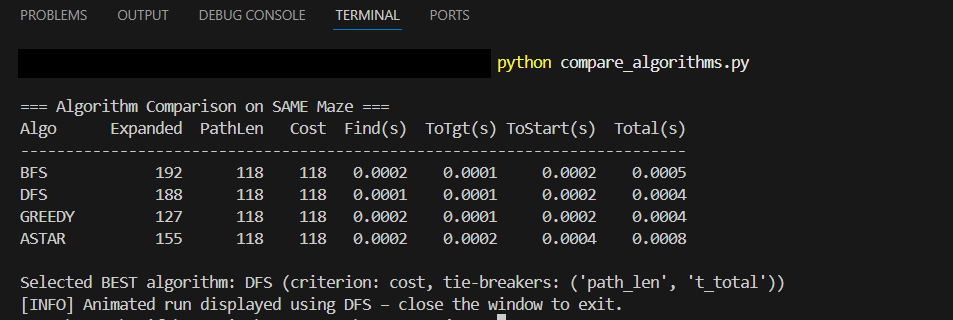 PROBLEMS OUTPUT DEBUG CONSOLE TERMINAL PORTS
python compare_algorithms.py
=== Algorithm Comparison on SAME Maze ===
Algo Expanded PathLen Cost Find(s) ToTgt(s) ToStart(s) Total(s)
--------------------------------------------------------------------------
BFS 192 118 118 0.0002 0.0001 0.0002 0.0005
DFS 188 118 118 0.0001 0.0001 0.0002 0.0004
GREEDY 127 118 118 0.0002 0.0001 0.0002 0.0004
ASTAR 155 118 118 0.0002 0.0002 0.0004 0.0008
Selected BEST algorithm: DFS (criterion: cost, tie-breakers: ('path_len', 't_total'))
[INFO] Animated run displayed using DFS – close the window to exit.